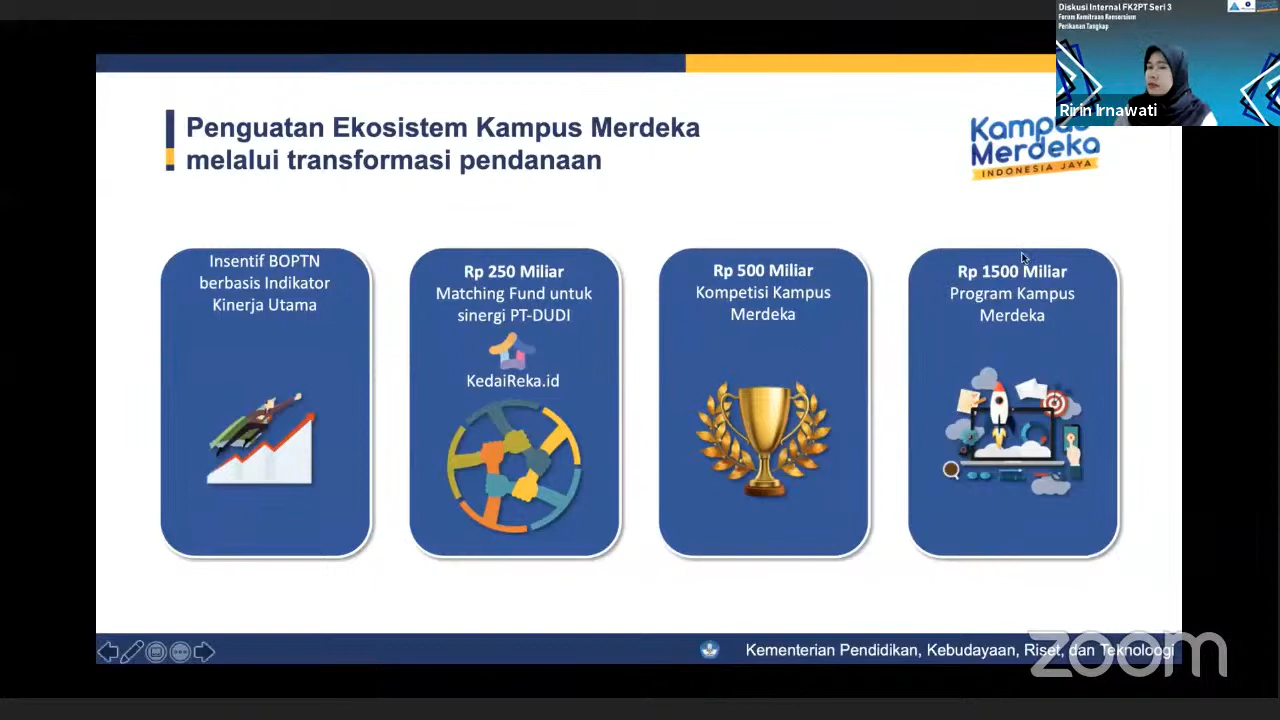 Diskusi Internal FK2PT Seri 3
Forum Kemitraan Konsorsium
Perikanan Tangkap
Ririn Irnawati
Penguatan Ekosistem Kampus Merdeka
melalui transformasi pendanaan
Kampus
Merdeka
INDONESIA JAYA
Insentif BOPTN
berbasis Indikator
Kinerja Utama
Rp 250 Miliar
Matching Fund untuk
sinergi PT-DUDI
KedaiReka.id
Rp 500 Miliar
Kompetisi Kampus
Merdeka
Rp 1500 Miliar
Program Kampus
Merdeka
Kementerian Pendidikan, Kebudayaan, Riset, dan Teknoloogi
zoom